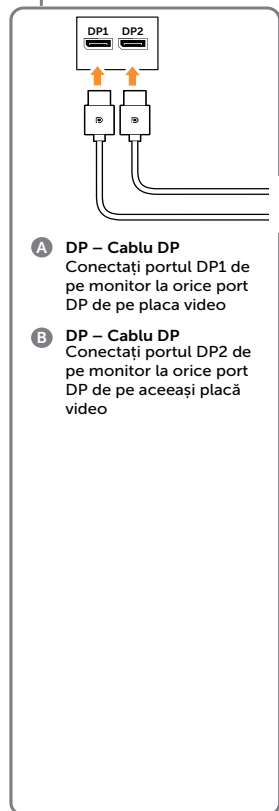 DP1 DP2
A DP – Cablu DP
Conectați portul DP1 de
pe monitor la orice port
DP de pe placa video
B DP – Cablu DP
Conectați portul DP2 de
pe monitor la orice port
DP de pe aceeași placă
video